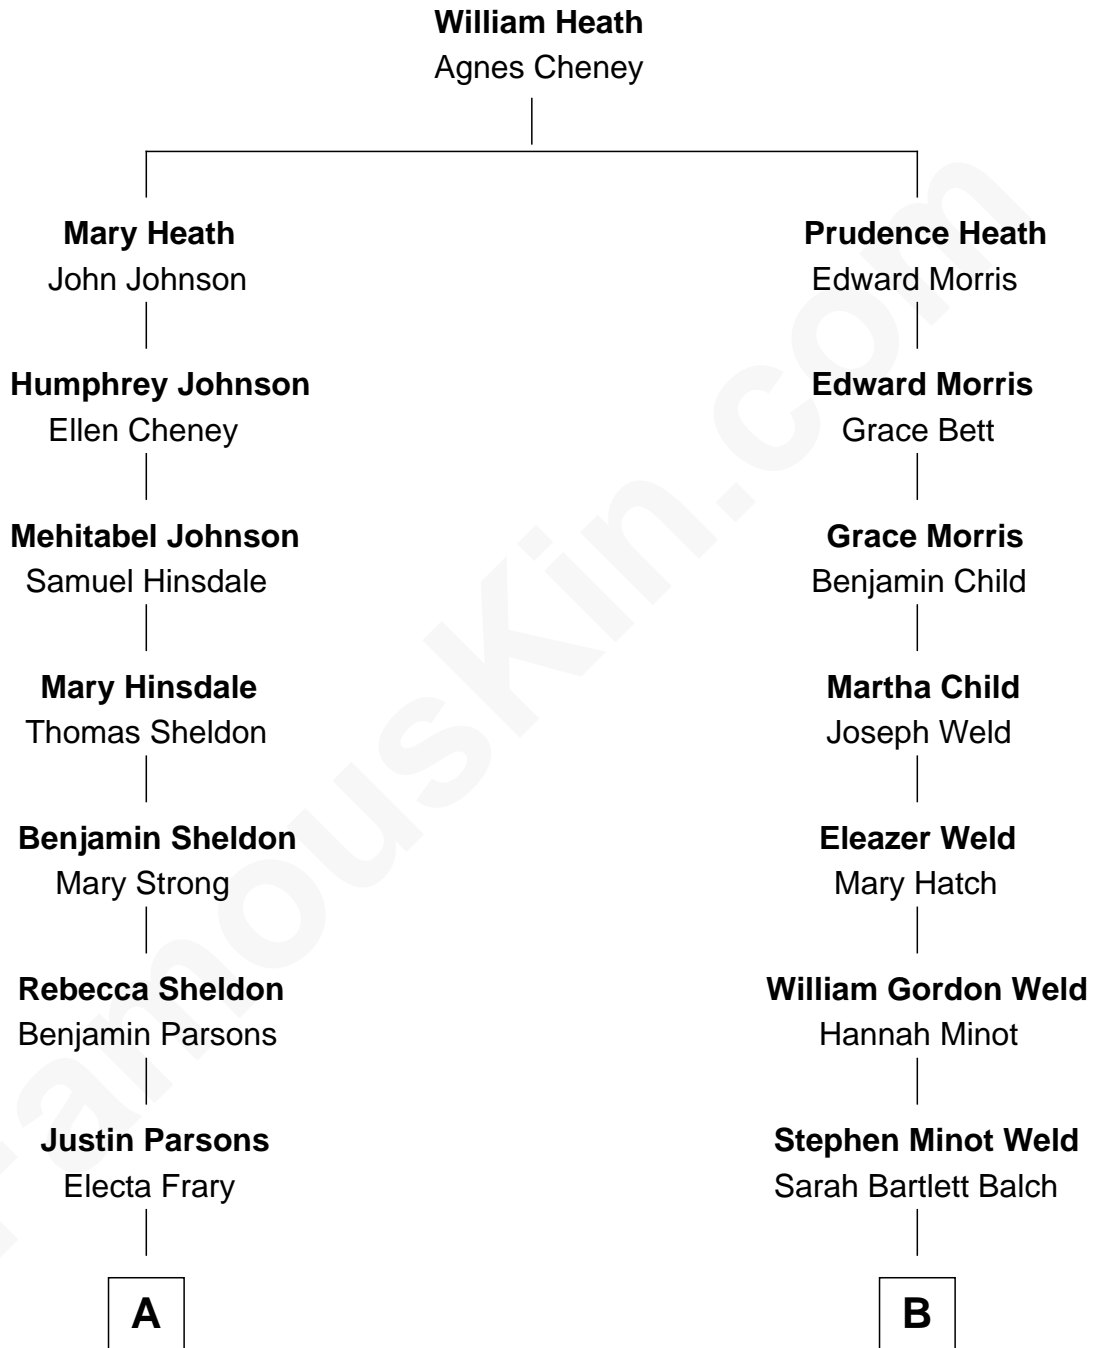 William Heath
Agnes Cheney
Mary Heath
John Johnson
Prudence Heath
Edward Morris
Humphrey Johnson
Ellen Cheney
Edward Morris
Grace Bett
Mehitabel Johnson
Samuel Hinsdale
Grace Morris
Benjamin Child
Mary Hinsdale
Thomas Sheldon
Martha Child
Joseph Weld
Benjamin Sheldon
Mary Strong
Eleazer Weld
Mary Hatch
Rebecca Sheldon
Benjamin Parsons
William Gordon Weld
Hannah Minot
Justin Parsons
Electa Frary
Stephen Minot Weld
Sarah Bartlett Balch
A
B
FamousKin.com